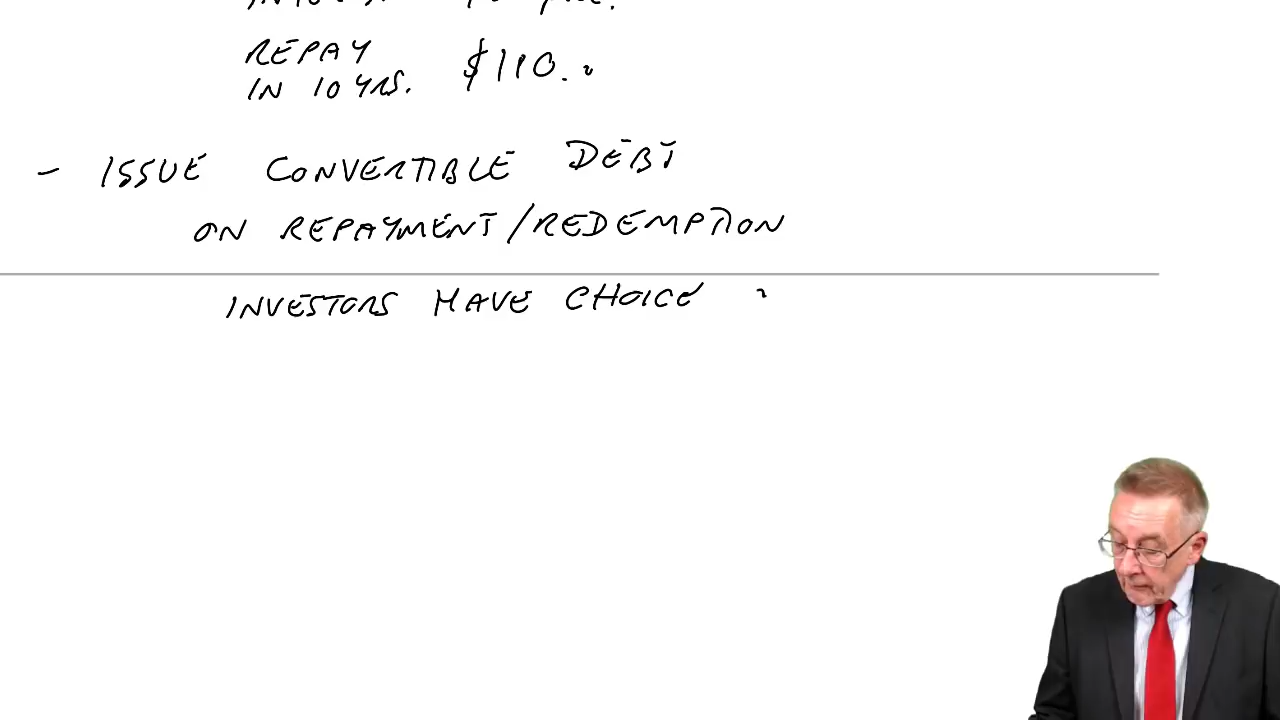 REPAY
IN 10 YRS. $110.
- ISSUE CONVERTIBLE DEBT
ON REPAYMENT/REDEMPTION
INVESTORS HAVE CHOICE